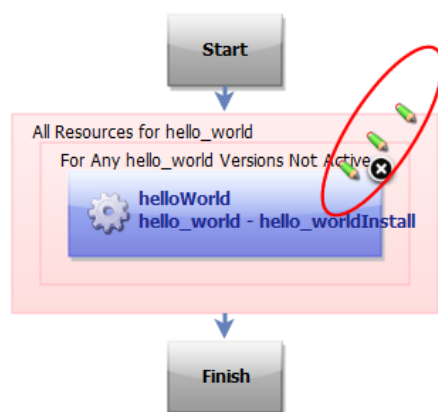 Start
All Resources for hello_world
For Any hello_world Versions Not Active
helloWorld
hello_world - hello_worldInstall
Finish